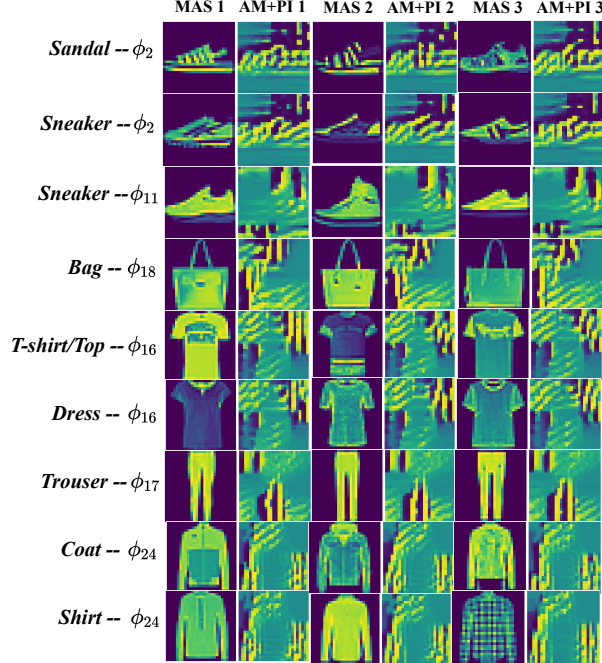 MAS 1 AM+PI 1 MAS 2 AM+PI 2 MAS 3 AM+PI 3
Sandal -- ϕ₂
Sneaker -- ϕ₂
Sneaker -- ϕ₁₁
Bag -- ϕ₁₈
T-shirt/Top -- ϕ₁₆
Dress -- ϕ₁₆
Trouser -- ϕ₁₇
Coat -- ϕ₂₄
Shirt -- ϕ₂₄